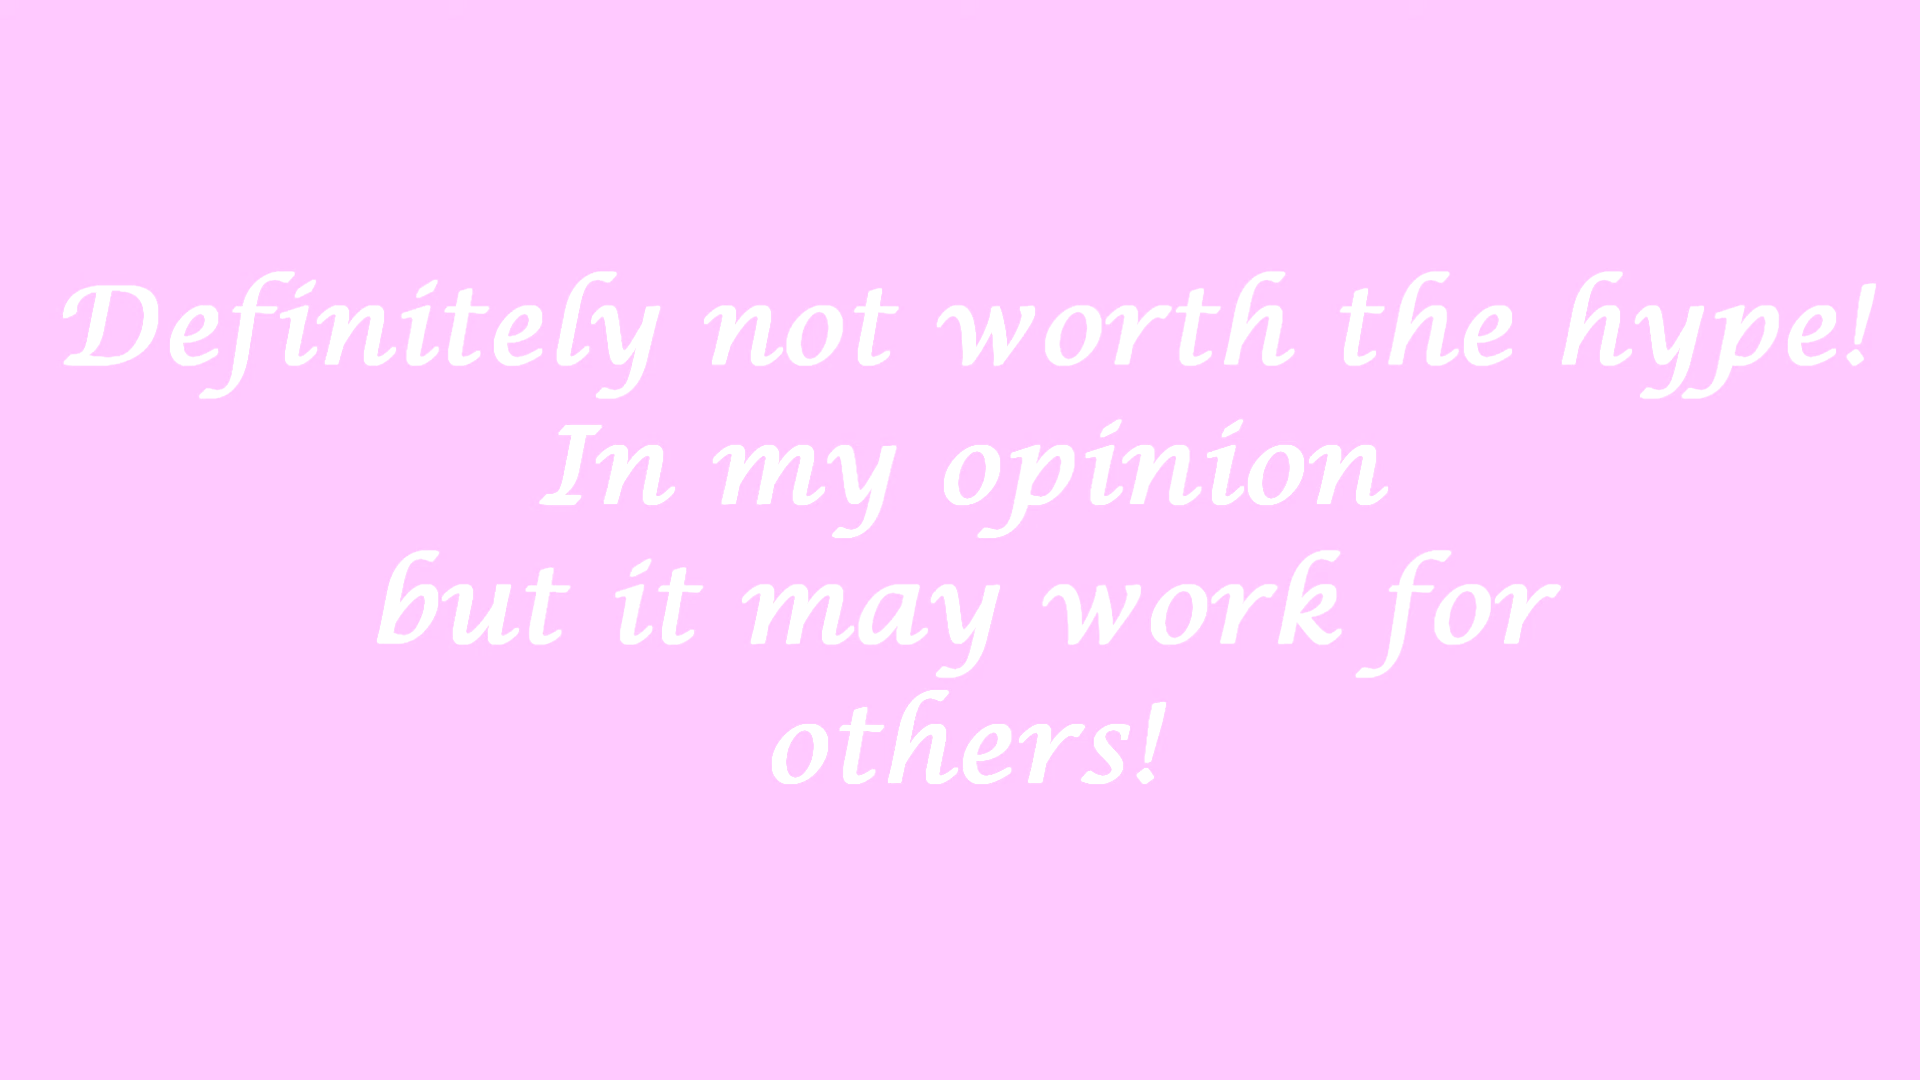 Definitely not worth the hype!
In my opinion
but it may work for
others!